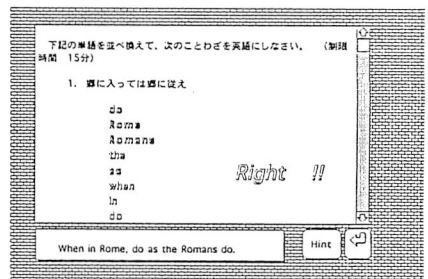 下記の単語を並べ換えて、次のことわざを英語にしなさい。 (制限
時間 15分)
1. 郷に入っては郷に従え
do
Rome
Romans
the
as
when
in
do
Right !!
When in Rome, do as the Romans do.
Hint